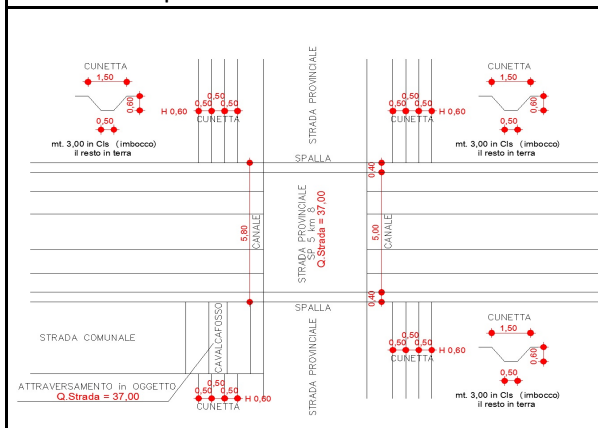 CUNETTA
1,50
0,60
0,50
mt. 3,00 in Cls (imbocco)
il resto in terra
0,50
0,50 0,50
H 0,60
CUNETTA
STRADA PROVINCIALE
0,50
0,50 0,50
H 0,60
CUNETTA
CUNETTA
1,50
0,60
0,50
mt. 3,00 in Cls (imbocco)
il resto in terra
SPALLA
0,40
5,80
CANALE
STRADA PROVINCIALE
SP 5 km 8
Q.Strada = 37,00
5,00
CANALE
0,40
SPALLA
STRADA COMUNALE
CAVALCAFOSSO
ATTRAVERSAMENTO in OGGETTO
Q.Strada = 37,00
0,50
0,50 0,50
H 0,60
CUNETTA
STRADA PROVINCIALE
CUNETTA
0,50
0,50 0,50
H 0,60
CUNETTA
1,50
0,60
0,50
mt. 3,00 in Cls (imbocco)
il resto in terra